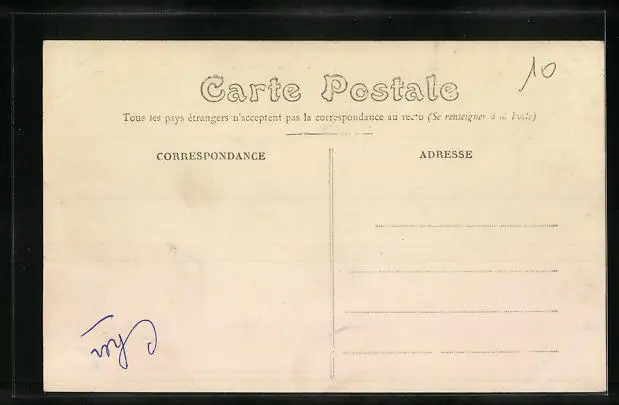 10
Carte Postale
Tous les pays étrangers n'acceptent pas la correspondance au recto (Se renseigner à la Poste)
CORRESPONDANCE
ADRESSE